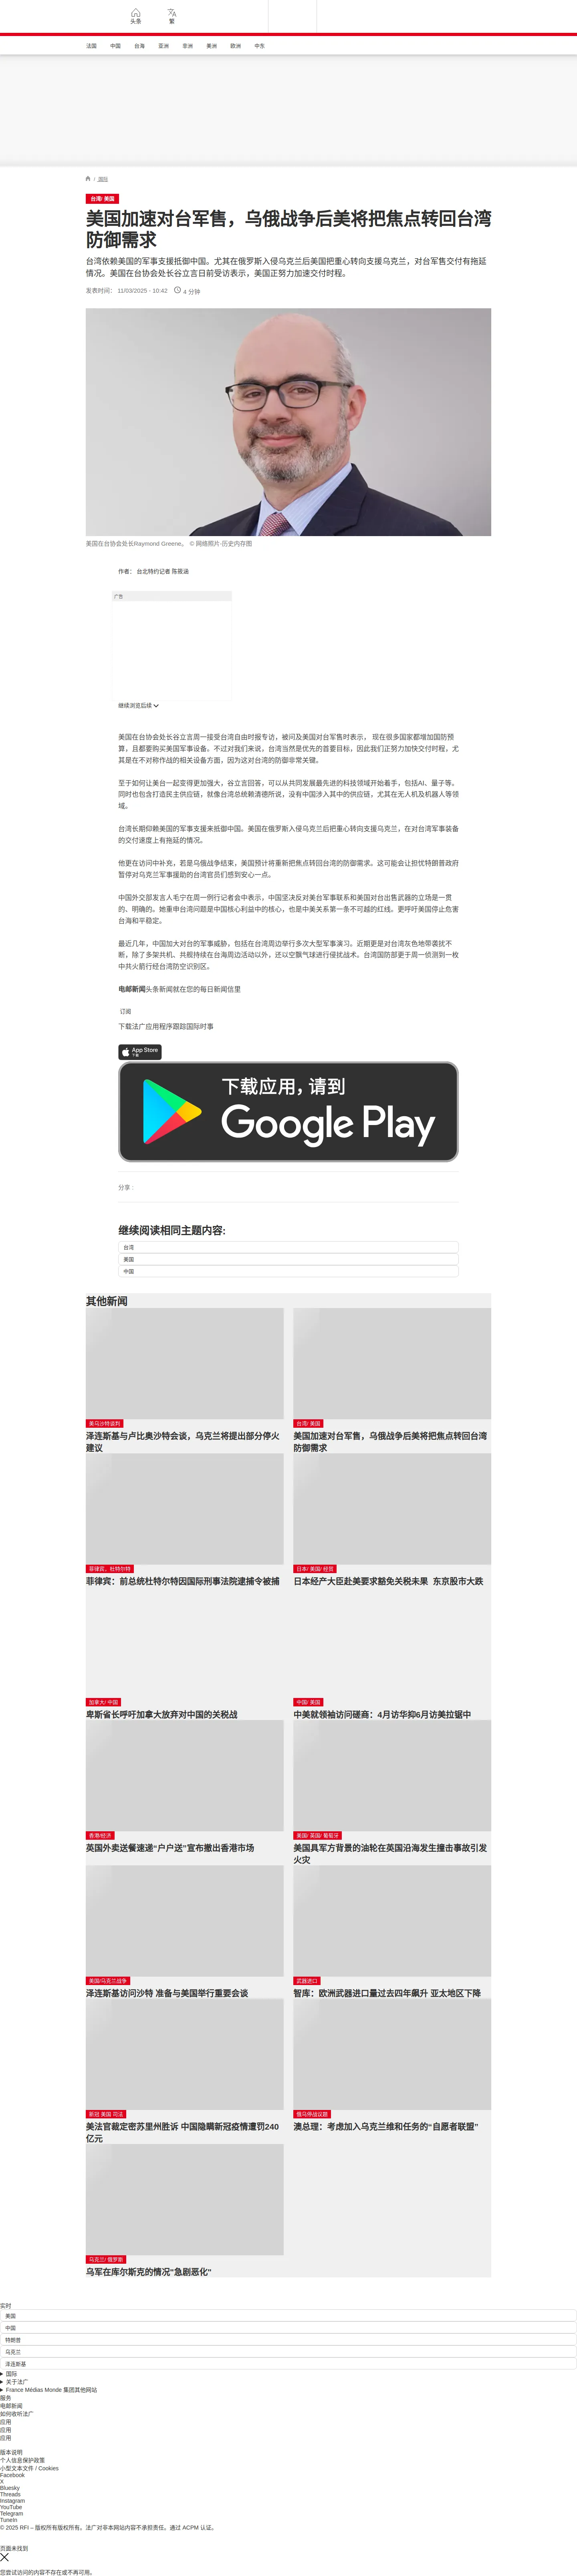 头条
繁
法国
中国
台海
亚洲
非洲
美洲
欧洲
中东
/ 国际
台湾/ 美国
美国加速对台军售，乌俄战争后美将把焦点转回台湾
防御需求
台湾依赖美国的军事支援抵御中国。尤其在俄罗斯入侵乌克兰后美国把重心转向支援乌克兰，对台军售交付有拖延
情况。美国在台协会处长谷立言日前受访表示，美国正努力加速交付时程。
发表时间： 11/03/2025 - 10:42
4 分钟
美国在台协会处长Raymond Greene。 © 网络照片-历史内存图
作者： 台北特约记者 陈筱涵
广告
继续浏览后续
美国在台协会处长谷立言周一接受台湾自由时报专访，被问及美国对台军售时表示， 现在很多国家都增加国防预
算，且都要购买美国军事设备。不过对我们来说，台湾当然是优先的首要目标，因此我们正努力加快交付时程，尤
其是在不对称作战的相关设备方面，因为这对台湾的防御非常关键。
至于如何让美台一起变得更加强大，谷立言回答，可以从共同发展最先进的科技领域开始着手，包括AI、量子等。
同时也包含打造民主供应链，就像台湾总统赖清德所说，没有中国涉入其中的供应链，尤其在无人机及机器人等领
域。
台湾长期仰赖美国的军事支援来抵御中国。美国在俄罗斯入侵乌克兰后把重心转向支援乌克兰，在对台湾军事装备
的交付速度上有拖延的情况。
他更在访问中补充，若是乌俄战争结束，美国预计将重新把焦点转回台湾的防御需求。这可能会让担忧特朗普政府
暂停对乌克兰军事援助的台湾官员们感到安心一点。
中国外交部发言人毛宁在周一例行记者会中表示，中国坚决反对美台军事联系和美国对台出售武器的立场是一贯
的、明确的。她重申台湾问题是中国核心利益中的核心，也是中美关系第一条不可越的红线。更呼吁美国停止危害
台海和平稳定。
最近几年，中国加大对台的军事威胁，包括在台湾周边举行多次大型军事演习。近期更是对台湾灰色地带袭扰不
断，除了多架共机、共舰持续在台海周边活动以外，还以空飘气球进行侵扰战术。台湾国防部更于周一侦测到一枚
中共火箭行经台湾防空识别区。
电邮新闻头条新闻就在您的每日新闻信里
订阅
下载法广应用程序跟踪国际时事
App Store
下载
下载应用，请到
Google Play
分享 :
继续阅读相同主题内容:
台湾
美国
中国
其他新闻
美马沙特谈判
泽连斯基与卢比奥沙特会谈，乌克兰将提出部分停火
建议
台湾/ 美国
美国加速对台军售，乌俄战争后美将把焦点转回台湾
防御需求
菲律宾，杜特尔特
菲律宾：前总统杜特尔特因国际刑事法院逮捕令被捕
日本/ 美国/ 经贸
日本经产大臣赴美要求豁免关税未果 东京股市大跌
加拿大/ 中国
卑斯省长呼吁加拿大放弃对中国的关税战
中国/ 美国
中美就领袖访问磋商：4月访华抑6月访美拉锯中
香港/经济
英国外卖送餐速递“户户送”宣布撤出香港市场
美国/ 英国/ 葡萄牙
美国具军方背景的油轮在英国沿海发生撞击事故引发
火灾
美国/乌克兰战争
泽连斯基访问沙特 准备与美国举行重要会谈
武器进口
智库：欧洲武器进口量过去四年飙升 亚太地区下降
新冠 美国 司法
美法官裁定密苏里州胜诉 中国隐瞒新冠疫情遭罚240
亿元
俄乌停战议题
澳总理：考虑加入乌克兰维和任务的“自愿者联盟”
乌克兰/ 俄罗斯
乌军在库尔斯克的情况"急剧恶化"
实时
美国
中国
特朗普
乌克兰
泽连斯基
国际
关于法广
France Médias Monde 集团其他网站
服务
电邮新闻
如何收听法广
应用
应用
应用
版本说明
个人信息保护政策
小型文本文件 / Cookies
Facebook
X
Bluesky
Threads
Instagram
YouTube
Telegram
TuneIn
© 2025 RFI – 版权所有版权所有。法广对非本网站内容不承担责任。通过 ACPM 认证。
页面未找到
您尝试访问的内容不存在或不再可用。